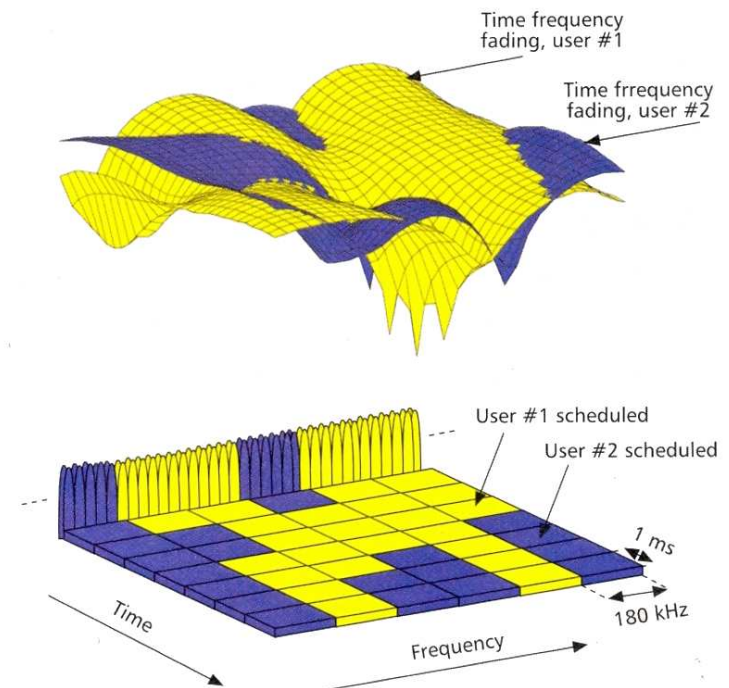 Time frequency
fading, user #1
Time frrequency
fading, user #2
User #1 scheduled
User #2 scheduled
1 ms
180 kHz
Time
Frequency